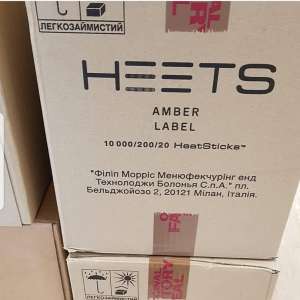 ЛЕГКОЗАЙМИСТИЙ
HEETS
AMBER
LABEL
10 000/200/20 HeatSticks™
"Філіп Морріс Менюфекчурінг енд
Текнолоджи Болонья С.п.А." пл.
Бельджойозо 2, 20121 Мілан, Італія.
ЛЕГКОЗАЙМИСТИЙ